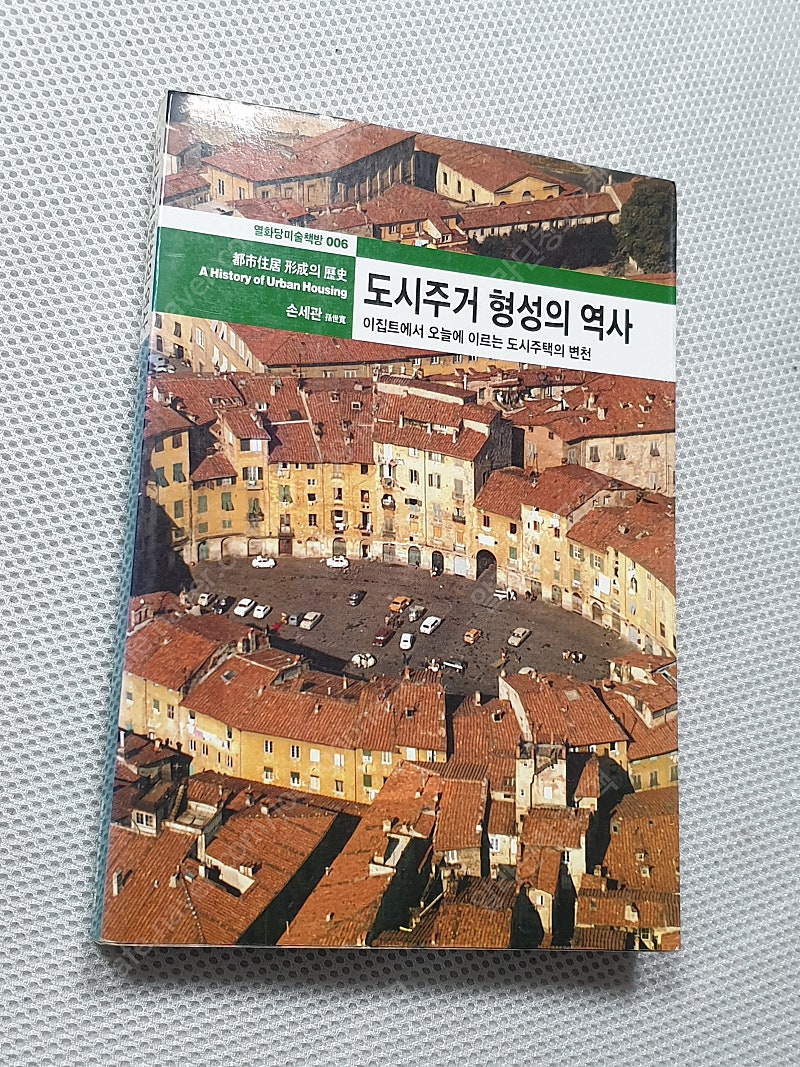 열화당미술책방 006
都市住居 形成의 歷史
A History of Urban Housing
손세관 孫世寬
도시주거 형성의 역사
이집트에서 오늘에 이르는 도시주택의 변천